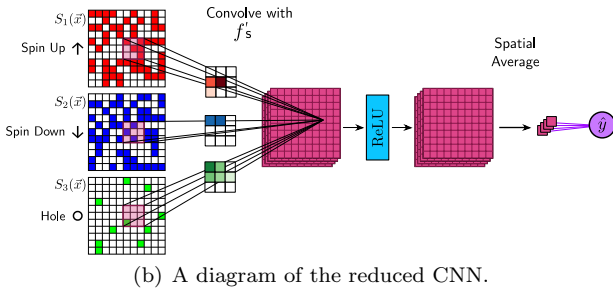 S₁(x⃗)
Spin Up ↑
S₂(x⃗)
Spin Down ↓
S₃(x⃗)
Hole
Convolve with
f's
ReLU
Spatial
Average
ŷ
(b) A diagram of the reduced CNN.